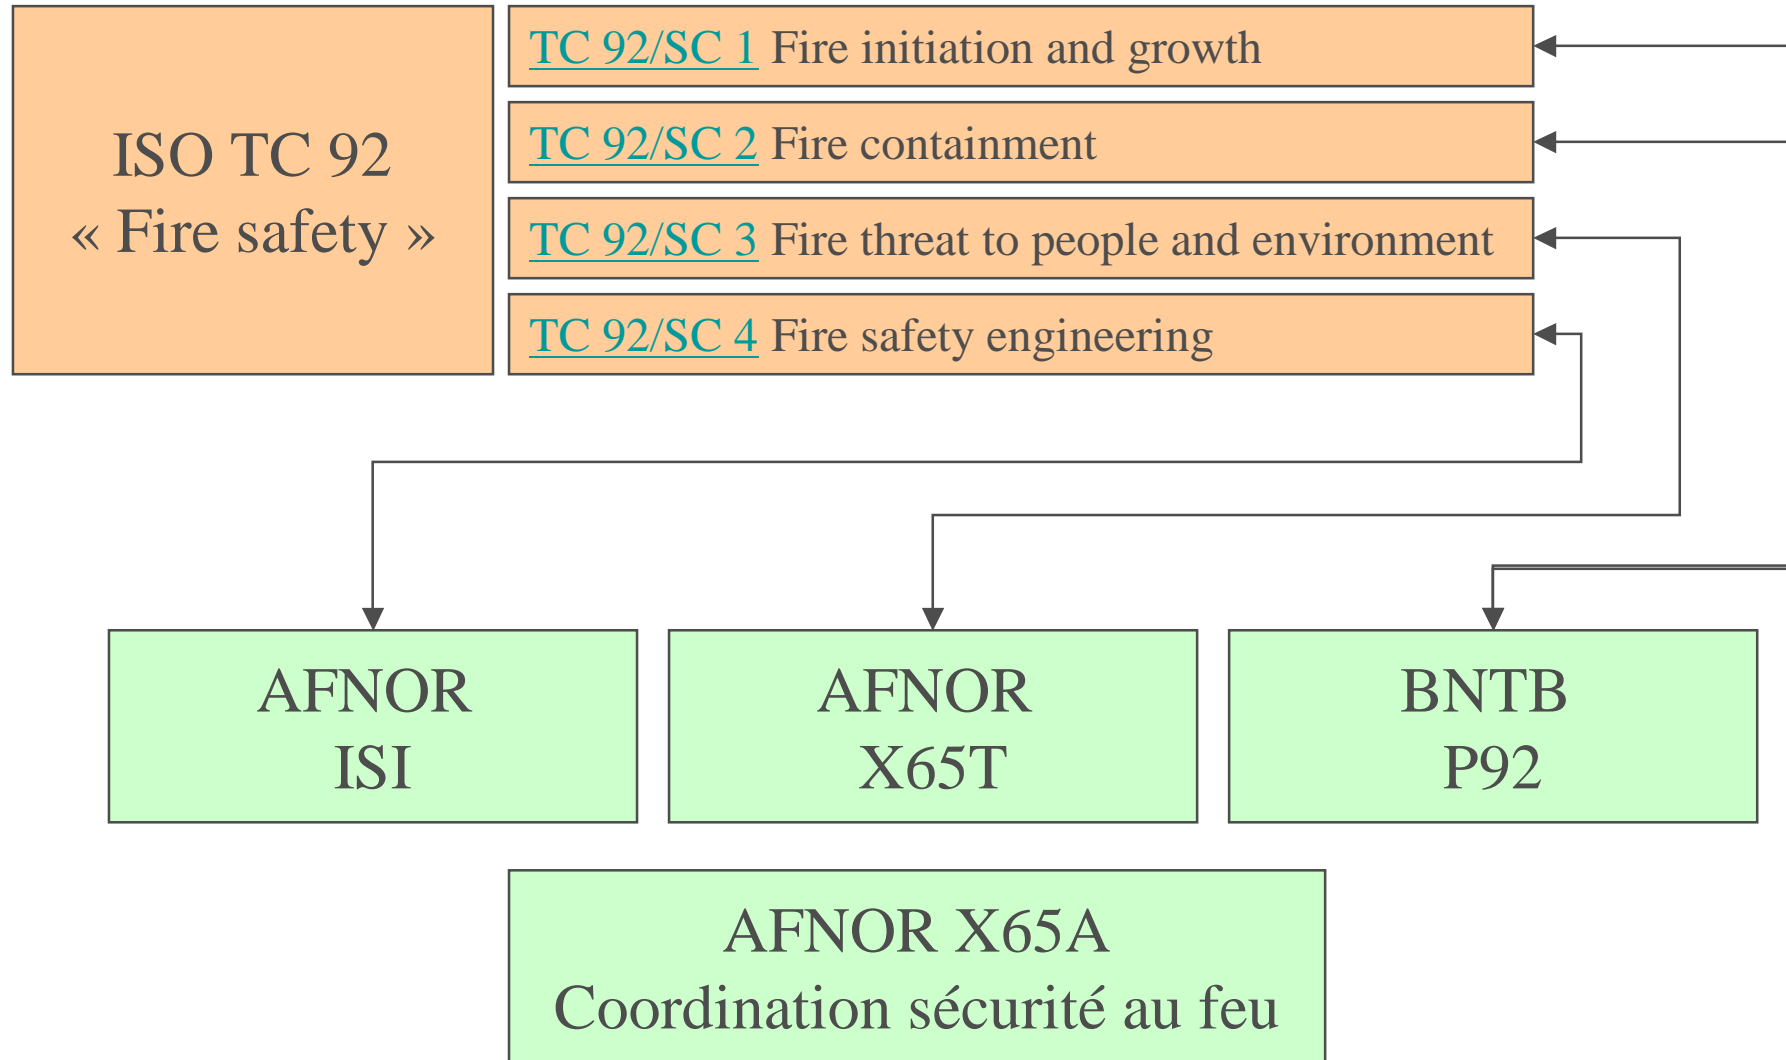 ISO TC 92
« Fire safety »
TC 92/SC 1 Fire initiation and growth
TC 92/SC 2 Fire containment
TC 92/SC 3 Fire threat to people and environment
TC 92/SC 4 Fire safety engineering
AFNOR
ISI
AFNOR
X65T
BNTB
P92
AFNOR X65A
Coordination sécurité au feu